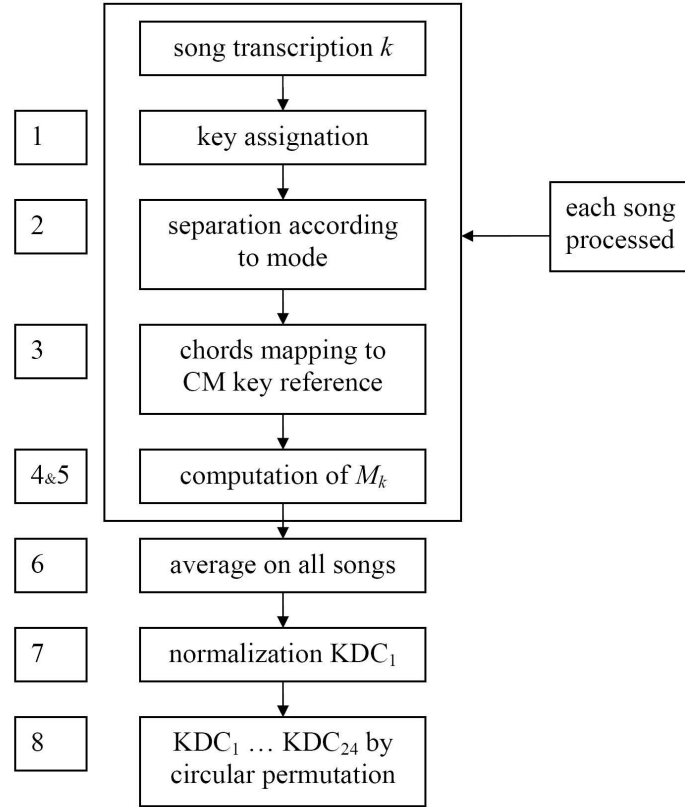 song transcription k
1
key assignation
2
separation according
to mode
each song
processed
3
chords mapping to
CM key reference
4&5
computation of Mₖ
6
average on all songs
7
normalization KDC₁
8
KDC₁ … KDC₂₄ by
circular permutation